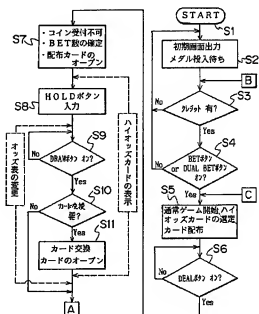 START
S1
初期画面出力
メダル投入待ち
S2
B
S3
クレジット 有?
No
Yes
S4
BETボタン
or DUAL BETボタン
オン?
No
Yes
C
S5
通常ゲーム開始,ハイ
オッズカードの選定
カード配布
S6
DEALボタン オン?
No
Yes
S7
・コイン受付不可
・BET数の確定
・配布カードの
オープン
S8
HOLDボタン
入力
S9
DRAWボタン オン?
No
Yes
S10
カード交換
要?
No
Yes
S11
カード交換
カードのオープン
A
オッズ表の変更
ハイオッズカードの表示